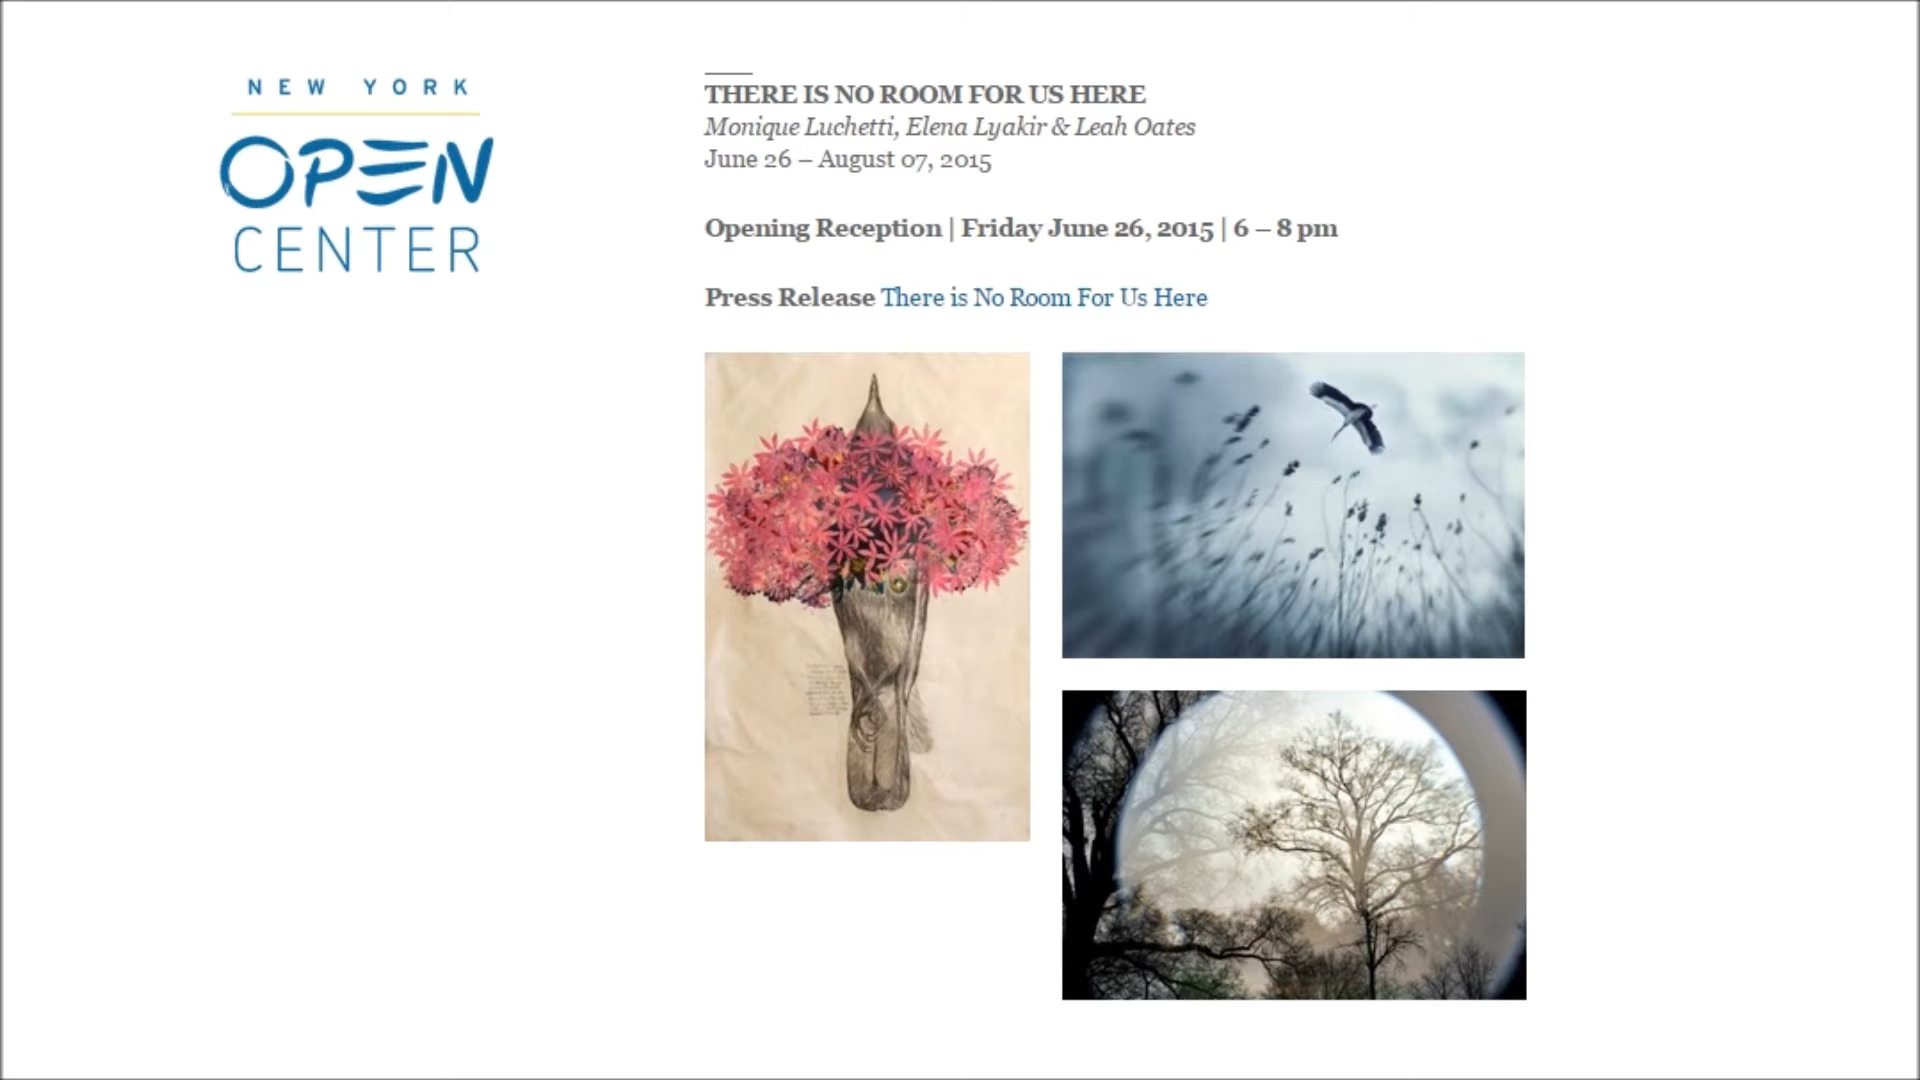 NEW YORK
OPEN
CENTER
THERE IS NO ROOM FOR US HERE
Monique Luchetti, Elena Lyakir & Leah Oates
June 26 – August 07, 2015
Opening Reception | Friday June 26, 2015 | 6 – 8 pm
Press Release There is No Room For Us Here